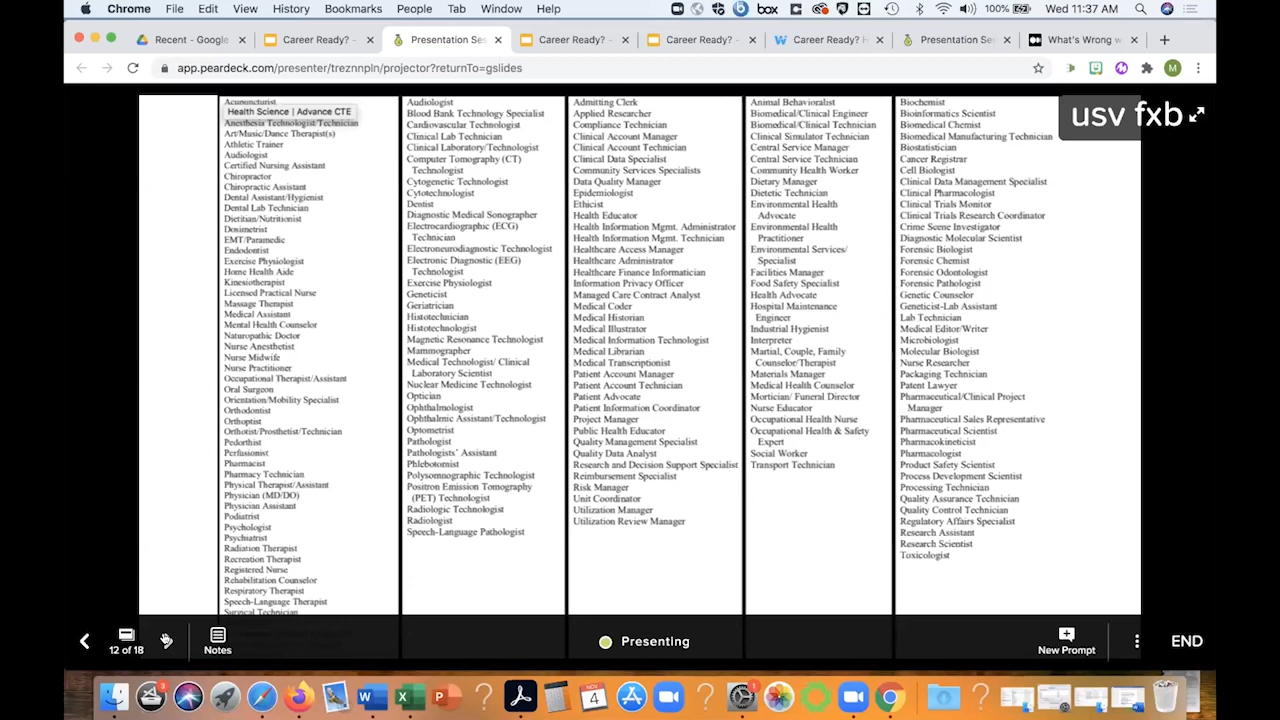 Chrome File Edit View History Bookmarks People Tab Window Help
box
100%
Wed 11:37 AM
Recent - Google
Career Ready? -
Presentation Ses
Career Ready? -
Career Ready? -
Career Ready? H
Presentation Ses
What's Wrong w
app.peardeck.com/presenter/treznnpln/projector?returnTo=gslides
M
usv fxb
Acupuncturist
Health Science | Advance CTE
Anesthesia Technologist/Technician
Art/Music/Dance Therapist(s)
Athletic Trainer
Audiologist
Certified Nursing Assistant
Chiropractor
Chiropractic Assistant
Dental Assistant/Hygienist
Dental Lab Technician
Dietitian/Nutritionist
Dosimetrist
EMT/Paramedic
Endodontist
Exercise Physiologist
Home Health Aide
Kinesiotherapist
Licensed Practical Nurse
Massage Therapist
Medical Assistant
Mental Health Counselor
Naturopathic Doctor
Nurse Anesthetist
Nurse Midwife
Nurse Practitioner
Occupational Therapist/Assistant
Oral Surgeon
Orientation/Mobility Specialist
Orthodontist
Orthoptist
Orthotist/Prosthetist/Technician
Pedorthist
Perfusionist
Pharmacist
Pharmacy Technician
Physical Therapist/Assistant
Physician (MD/DO)
Physician Assistant
Podiatrist
Psychologist
Psychiatrist
Radiation Therapist
Recreation Therapist
Registered Nurse
Rehabilitation Counselor
Respiratory Therapist
Speech-Language Therapist
Surgical Technician
Audiologist
Blood Bank Technology Specialist
Cardiovascular Technologist
Clinical Lab Technician
Clinical Laboratory/Technologist
Computer Tomography (CT)
Technologist
Cytogenetic Technologist
Cytotechnologist
Dentist
Diagnostic Medical Sonographer
Electrocardiographic (ECG)
Technician
Electroneurodiagnostic Technologist
Electronic Diagnostic (EEG)
Technologist
Exercise Physiologist
Geneticist
Geriatrician
Histotechnician
Histotechnologist
Magnetic Resonance Technologist
Mammographer
Medical Technologist/ Clinical
Laboratory Scientist
Nuclear Medicine Technologist
Optician
Ophthalmologist
Ophthalmic Assistant/Technologist
Optometrist
Pathologist
Pathologists' Assistant
Phlebotomist
Polysomnographic Technologist
Positron Emission Tomography
(PET) Technologist
Radiologic Technologist
Radiologist
Speech-Language Pathologist
Admitting Clerk
Applied Researcher
Compliance Technician
Clinical Account Manager
Clinical Account Technician
Clinical Data Specialist
Community Services Specialists
Data Quality Manager
Epidemiologist
Ethicist
Health Educator
Health Information Mgmt. Administrator
Health Information Mgmt. Technician
Healthcare Access Manager
Healthcare Administrator
Healthcare Finance Informatician
Information Privacy Officer
Managed Care Contract Analyst
Medical Coder
Medical Historian
Medical Illustrator
Medical Information Technologist
Medical Librarian
Medical Transcriptionist
Patient Account Manager
Patient Account Technician
Patient Advocate
Patient Information Coordinator
Project Manager
Public Health Educator
Quality Management Specialist
Quality Data Analyst
Research and Decision Support Specialist
Reimbursement Specialist
Risk Manager
Unit Coordinator
Utilization Manager
Utilization Review Manager
Animal Behavioralist
Biomedical/Clinical Engineer
Biomedical/Clinical Technician
Clinical Simulator Technician
Central Service Manager
Central Service Technician
Community Health Worker
Dietary Manager
Dietetic Technician
Environmental Health
Advocate
Environmental Health
Practitioner
Environmental Services/
Specialist
Facilities Manager
Food Safety Specialist
Health Advocate
Hospital Maintenance
Engineer
Industrial Hygienist
Interpreter
Martial, Couple, Family
Counselor/Therapist
Materials Manager
Medical Health Counselor
Mortician/ Funeral Director
Nurse Educator
Occupational Health Nurse
Occupational Health & Safety
Expert
Social Worker
Transport Technician
Biochemist
Bioinformatics Scientist
Biomedical Chemist
Biomedical Manufacturing Technician
Biostatistician
Cancer Registrar
Cell Biologist
Clinical Data Management Specialist
Clinical Pharmacologist
Clinical Trials Monitor
Clinical Trials Research Coordinator
Crime Scene Investigator
Diagnostic Molecular Scientist
Forensic Biologist
Forensic Chemist
Forensic Odontologist
Forensic Pathologist
Genetic Counselor
Geneticist-Lab Assistant
Lab Technician
Medical Editor/Writer
Microbiologist
Molecular Biologist
Nurse Researcher
Packaging Technician
Patent Lawyer
Pharmaceutical/Clinical Project
Manager
Pharmaceutical Sales Representative
Pharmaceutical Scientist
Pharmacokineticist
Pharmacologist
Product Safety Scientist
Process Development Scientist
Processing Technician
Quality Assurance Technician
Quality Control Technician
Regulatory Affairs Specialist
Research Assistant
Research Scientist
Toxicologist
12 of 18
Notes
Presenting
New Prompt
END
3
NOV
4
1